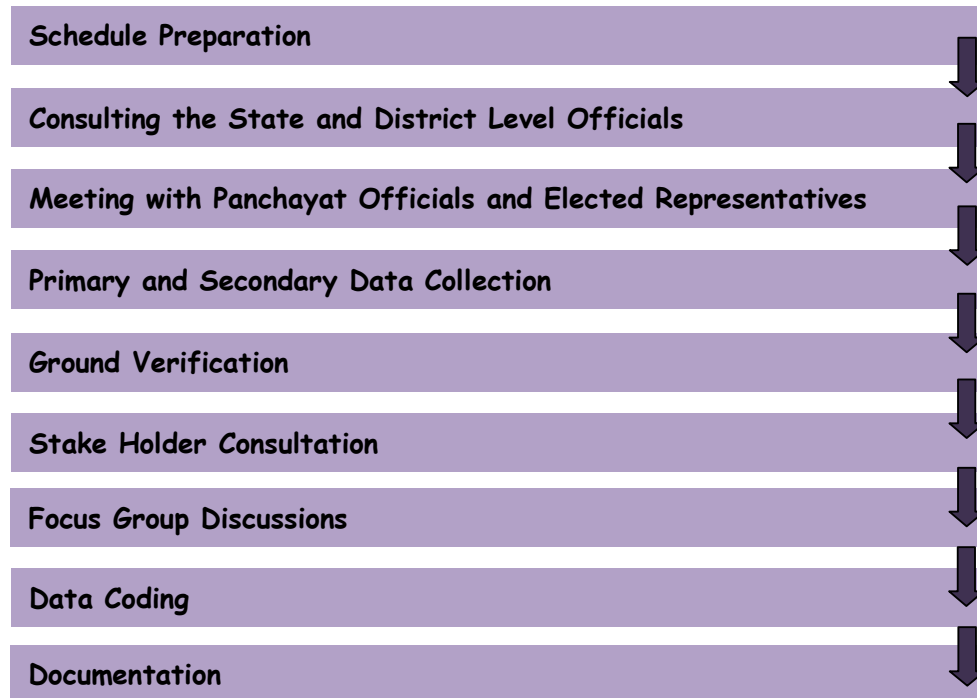 Schedule Preparation
Consulting the State and District Level Officials
Meeting with Panchayat Officials and Elected Representatives
Primary and Secondary Data Collection
Ground Verification
Stake Holder Consultation
Focus Group Discussions
Data Coding
Documentation